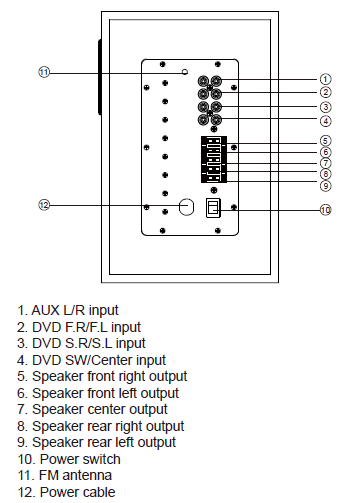 11
1
2
3
4
5
6
7
8
9
12
10
1. AUX L/R input
2. DVD F.R/F.L input
3. DVD S.R/S.L input
4. DVD SW/Center input
5. Speaker front right output
6. Speaker front left output
7. Speaker center output
8. Speaker rear right output
9. Speaker rear left output
10. Power switch
11. FM antenna
12. Power cable